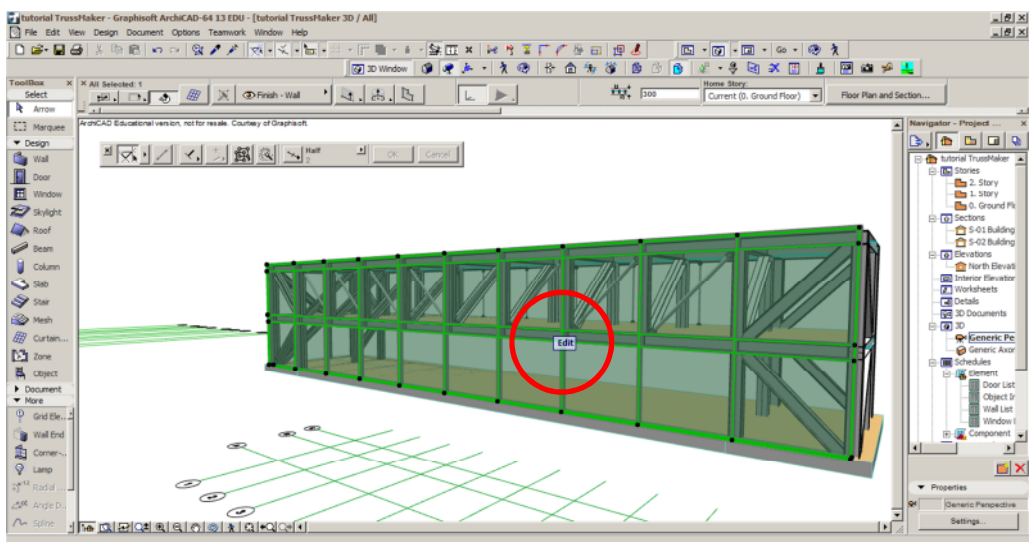 tutorial TrussMaker - Graphisoft ArchiCAD-64 13 EDU - [tutorial TrussMaker 3D / All]
File Edit View Design Document Options Teamwork Window Help
Go
3D Window
ToolBox
Select
Arrow
Marquee
Design
Wall
Door
Window
Skylight
Roof
Beam
Column
Slab
Stair
Mesh
Curtain...
Zone
Object
Document
More
Grid Ele...
Wall End
Corner-...
Lamp
Radial ...
Angle D...
Spline
All Selected: 1
Finish - Wall
300
Home Story:
Current (0. Ground Floor)
Floor Plan and Section...
ArchiCAD Educational version, not for resale. Courtesy of Graphisoft.
Half
2
OK
Cancel
Edit
Navigator - Project ...
tutorial TrussMaker
Stories
2. Story
1. Story
0. Ground Fl
Sections
S-01 Building
S-02 Building
Elevations
North Elevati
Interior Elevation
Worksheets
Details
3D Documents
3D
Generic Pe
Generic Axor
Schedules
Element
Door List
Object In
Wall List
Window l
Component
Properties
Generic Perspective
Settings...